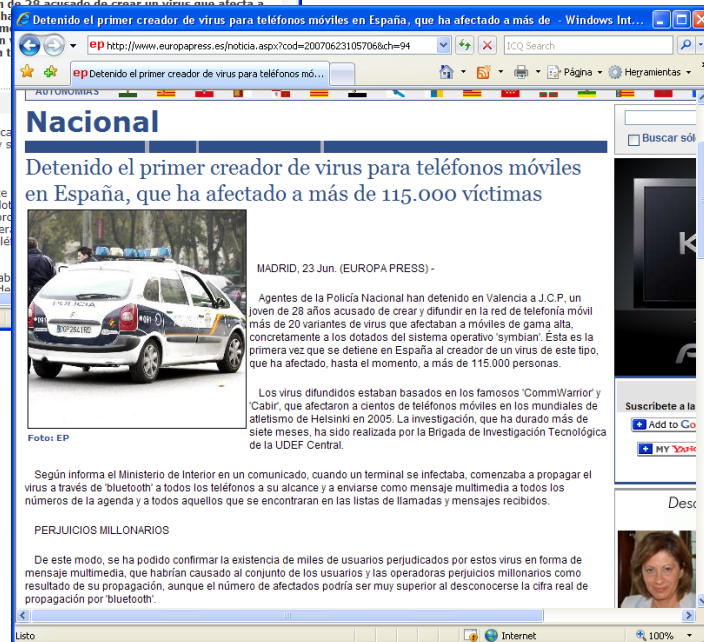 n de 28 acusado de crear un virus que afecta a
Detenido el primer creador de virus para teléfonos móviles en España, que ha afectado a más de - Windows Int...
ep http://www.europapress.es/noticia.aspx?cod=20070623105706&ch=94
ICQ Search
ep Detenido el primer creador de virus para teléfonos mó...
Página
Herramientas
AUTONOMIAS
Nacional
Buscar sól
Detenido el primer creador de virus para teléfonos móviles
en España, que ha afectado a más de 115.000 víctimas
POLICIA
Foto: EP
MADRID, 23 Jun. (EUROPA PRESS) -
Agentes de la Policía Nacional han detenido en Valencia a J.C.P, un
joven de 28 años acusado de crear y difundir en la red de telefonía móvil
más de 20 variantes de virus que afectaban a móviles de gama alta,
concretamente a los dotados del sistema operativo 'symbian'. Ésta es la
primera vez que se detiene en España al creador de un virus de este tipo,
que ha afectado, hasta el momento, a más de 115.000 personas.
Los virus difundidos estaban basados en los famosos 'CommWarrior' y
'Cabir', que afectaron a cientos de teléfonos móviles en los mundiales de
atletismo de Helsinki en 2005. La investigación, que ha durado más de
siete meses, ha sido realizada por la Brigada de Investigación Tecnológica
de la UDEF Central.
Según informa el Ministerio de Interior en un comunicado, cuando un terminal se infectaba, comenzaba a propagar el
virus a través de 'bluetooth' a todos los teléfonos a su alcance y a enviarse como mensaje multimedia a todos los
números de la agenda y a todos aquellos que se encontraran en las listas de llamadas y mensajes recibidos.
PERJUICIOS MILLONARIOS
De este modo, se ha podido confirmar la existencia de miles de usuarios perjudicados por estos virus en forma de
mensaje multimedia, que habrían causado al conjunto de los usuarios y las operadoras perjuicios millonarios como
resultado de su propagación, aunque el número de afectados podría ser muy superior al desconocerse la cifra real de
propagación por 'bluetooth'.
K
Suscribete a la
Add to Go
MY YAHO
Desc
Listo
Internet
100%